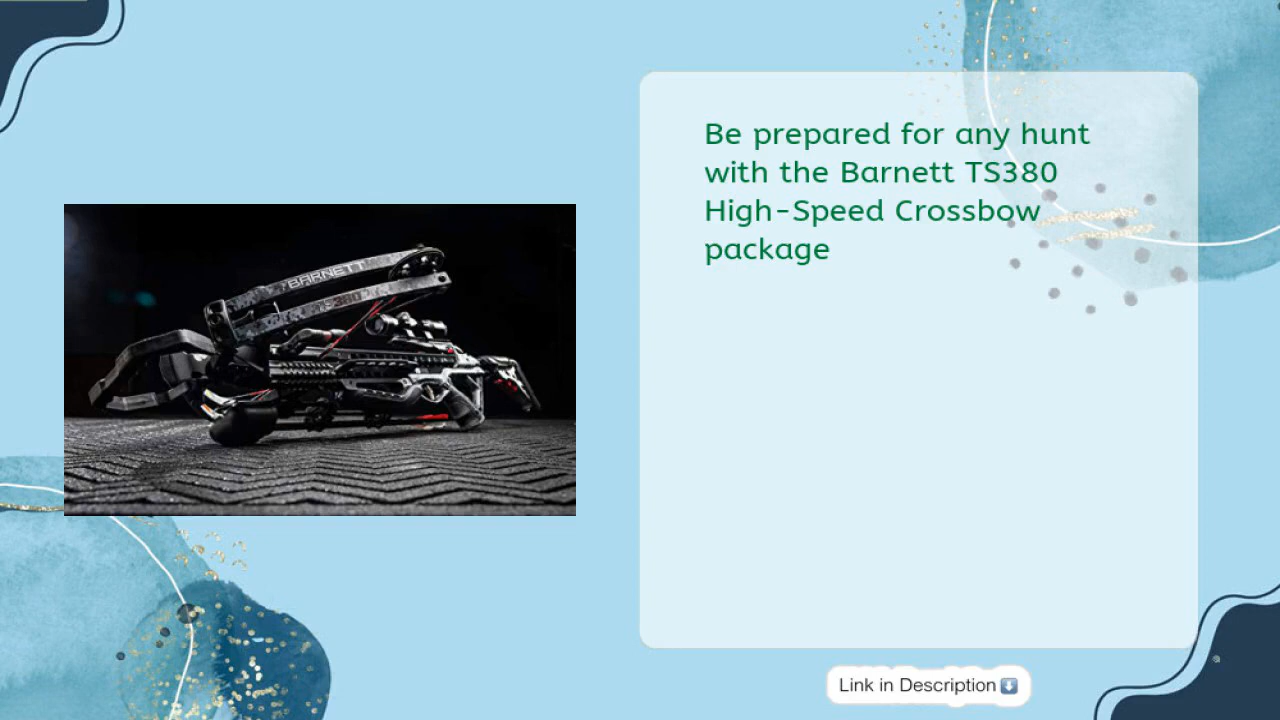 Be prepared for any hunt
with the Barnett TS380
High-Speed Crossbow
package
BARNETT
TS380
Link in Description